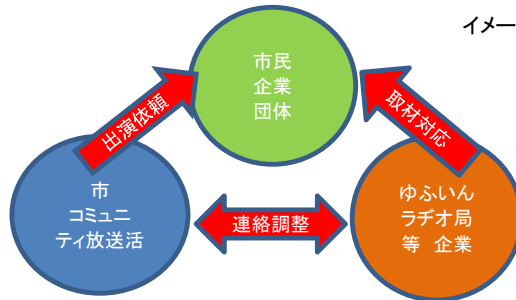 イメー
市民
企業
団体
出演依頼
取材対応
市
コミュニ
ティ放送活
連絡調整
ゆふいん
ラヂオ局
等 企業